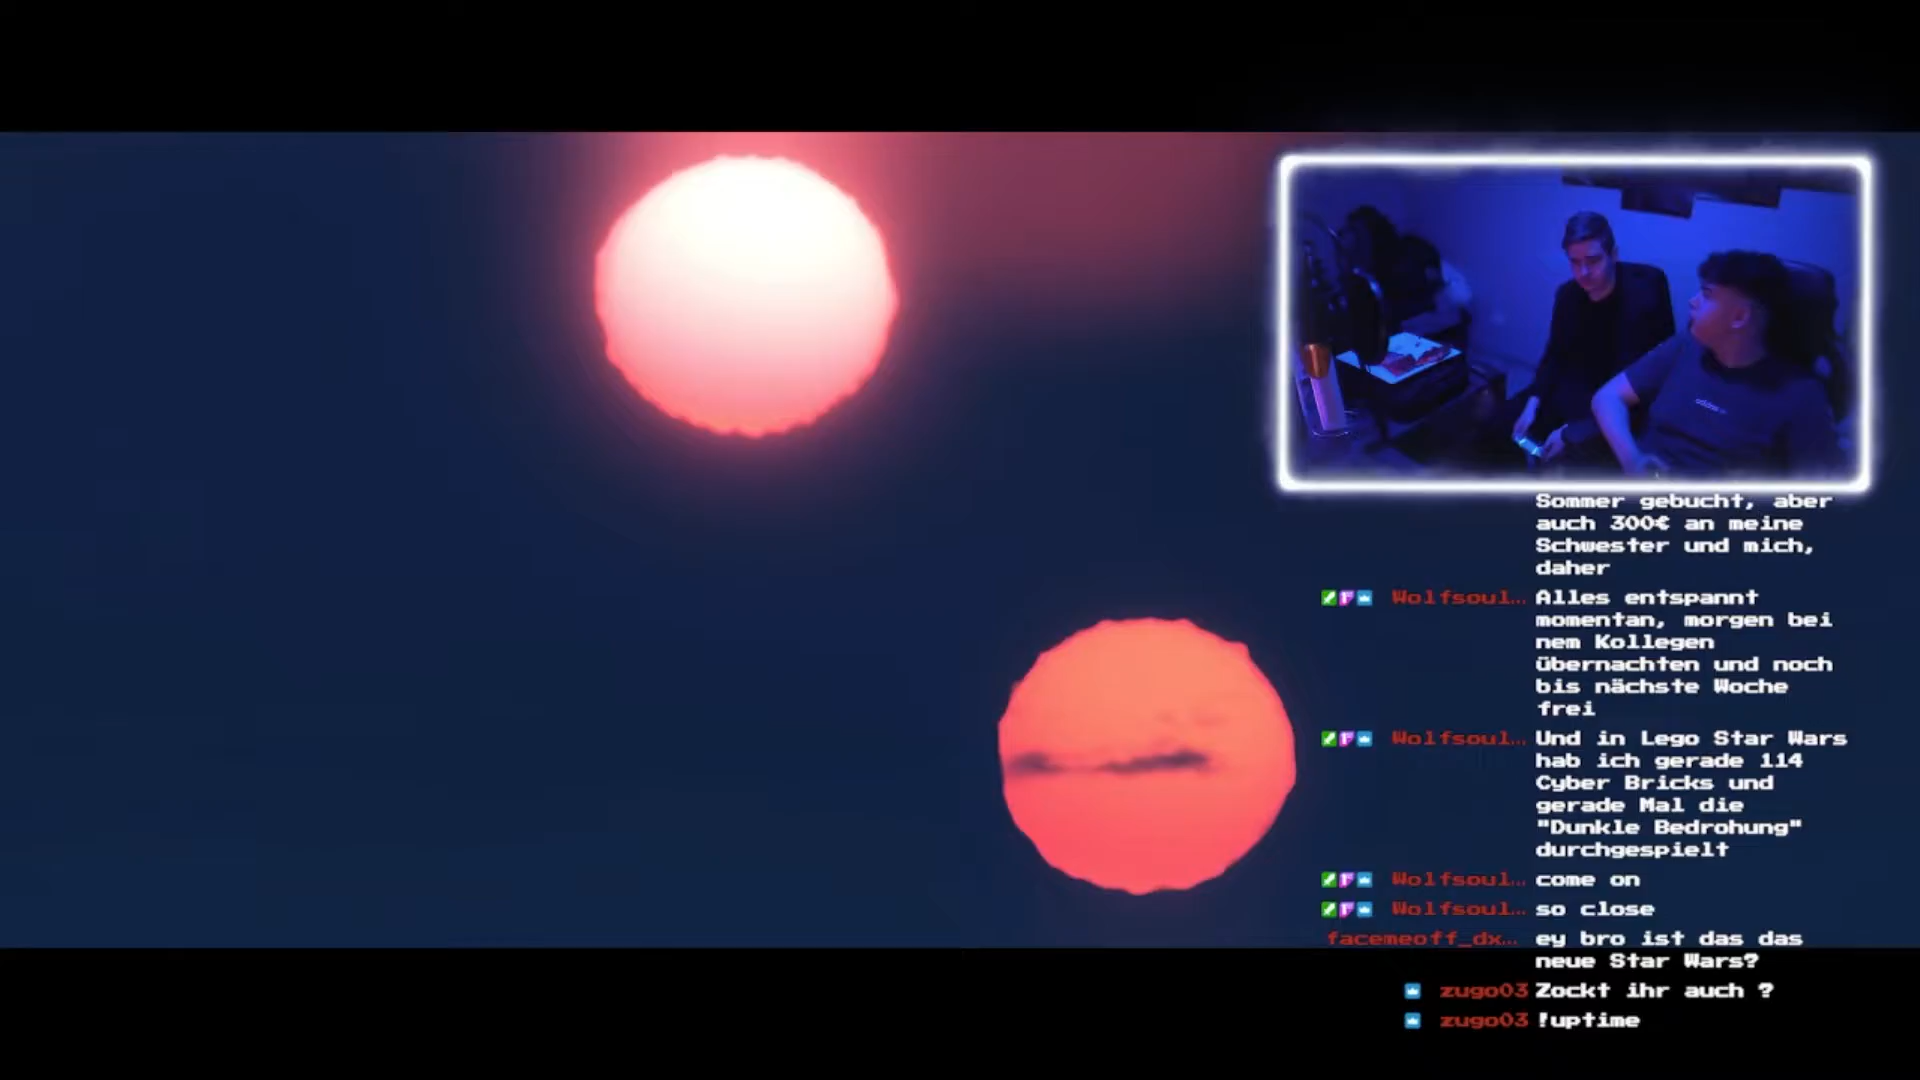 adidas
Sommer gebucht, aber
auch 300€ an meine
Schwester und mich,
daher
Wolfsoul... Alles entspannt
momentan, morgen bei
nem Kollegen
übernachten und noch
bis nächste Woche
frei
Wolfsoul... Und in Lego Star Wars
hab ich gerade 114
Cyber Bricks und
gerade Mal die
"Dunkle Bedrohung"
durchgespielt
Wolfsoul... come on
Wolfsoul... so close
facemeoff_dx... ey bro ist das das
neue Star Wars?
zugo03 Zockt ihr auch ?
zugo03 !uptime